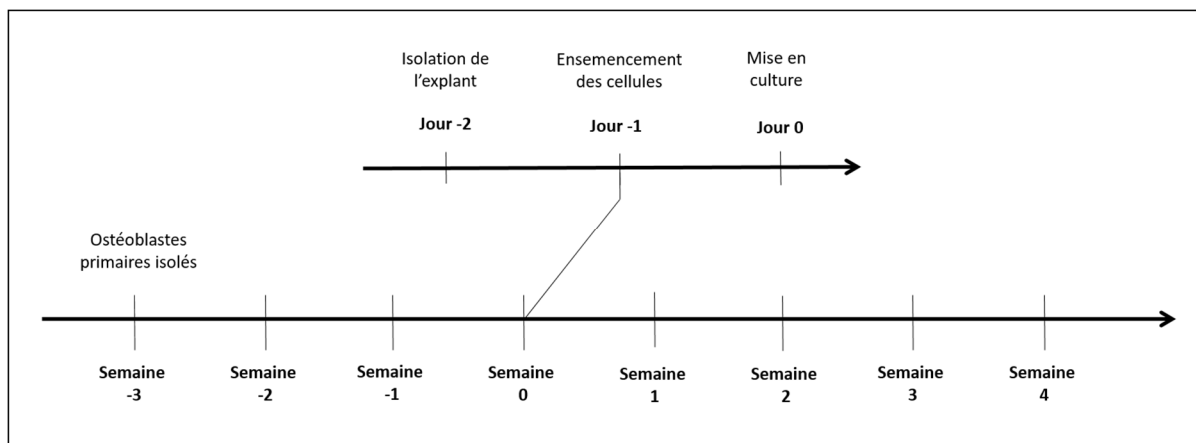 Isolation de
l'explant
Ensemencement
des cellules
Mise en
culture
Jour -2
Jour -1
Jour 0
Ostéoblastes
primaires isolés
Semaine
-3
Semaine
-2
Semaine
-1
Semaine
0
Semaine
1
Semaine
2
Semaine
3
Semaine
4